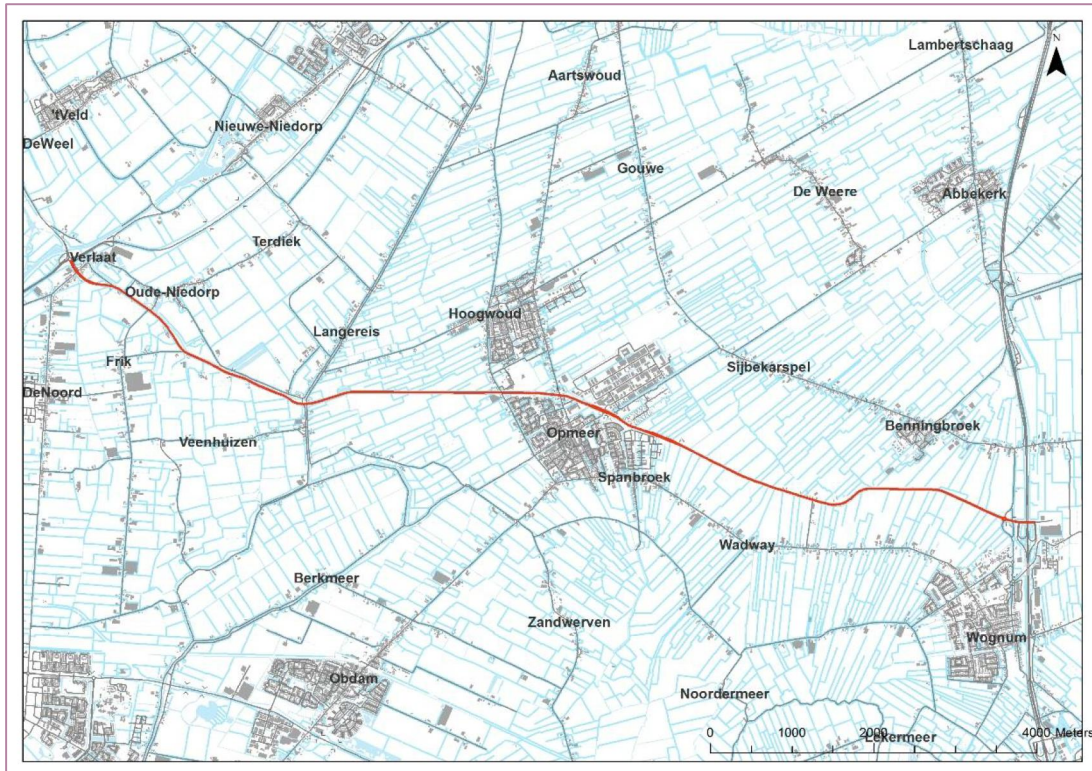 Lambertschaag
N
Aartswoud
'tVeld
Nieuwe-Niedorp
DeWeel
Gouwe
De Weere
Abbekerk
Terdiek
Verlaat
Oude-Niedorp
Hoogwoud
Langereis
Frik
Sijbekarspel
DeNoord
Veenhuizen
Opmeer
Benningbroek
Spanbroek
Wadway
Berkmeer
Zandwerven
Wognum
Obdam
Noordermeer
Lekermeer
0 1000 2000 4000 Meters